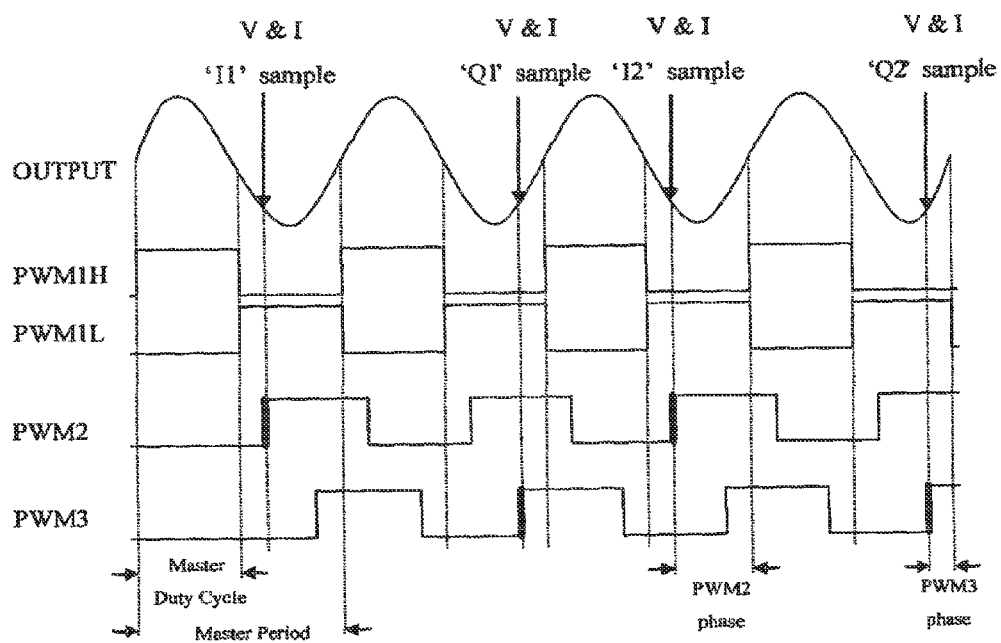 V & I V & I V & I V & I
‘I1’ sample ‘Q1’ sample ‘I2’ sample ‘Q2’ sample
OUTPUT
PWM1H
PWM1L
PWM2
PWM3
Master
Duty Cycle
Master Period
PWM2
phase
PWM3
phase